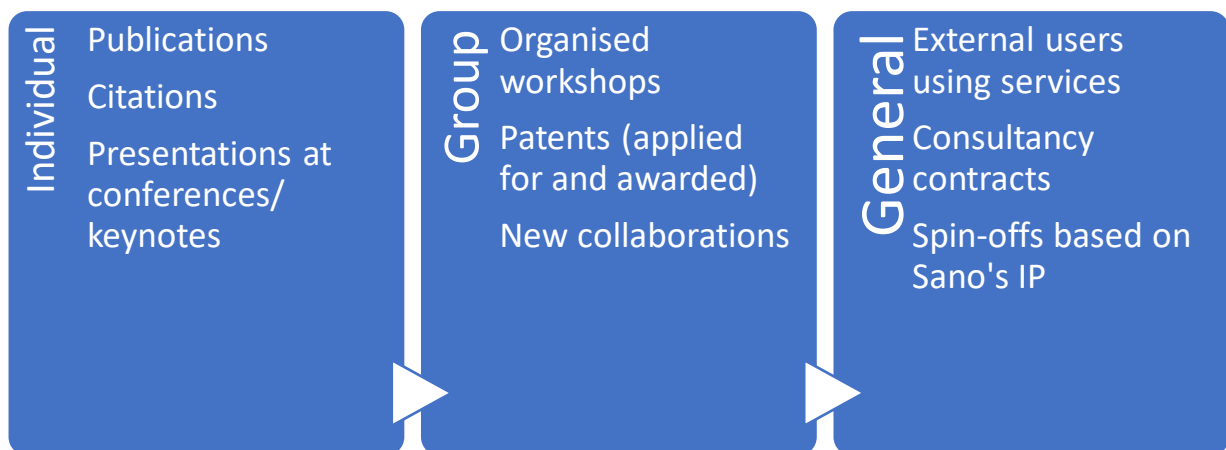 Individual
Publications
Citations
Presentations at
conferences/
keynotes
Group
Organised
workshops
Patents (applied
for and awarded)
New collaborations
General
External users
using services
Consultancy
contracts
Spin-offs based on
Sano's IP